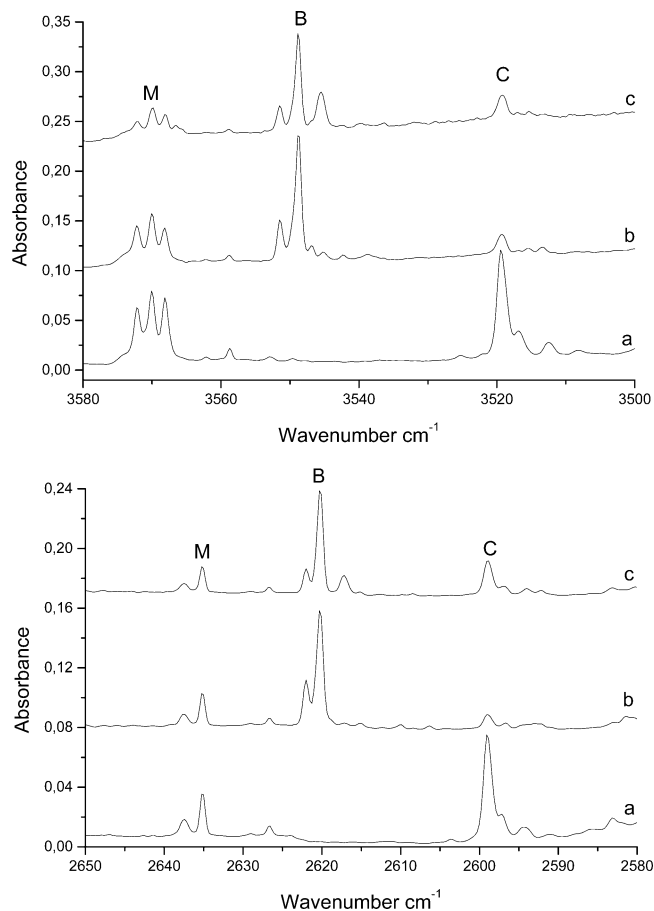 0,35
B
0,30
C
M
c
0,25
0,20
b
0,15
0,10
a
0,05
0,00
3580 3560 3540 3520 3500
Absorbance
Wavenumber cm-1
0,24
B
M
C
0,20
c
0,16
0,12
b
0,08
0,04
a
0,00
2650 2640 2630 2620 2610 2600 2590 2580
Absorbance
Wavenumber cm-1